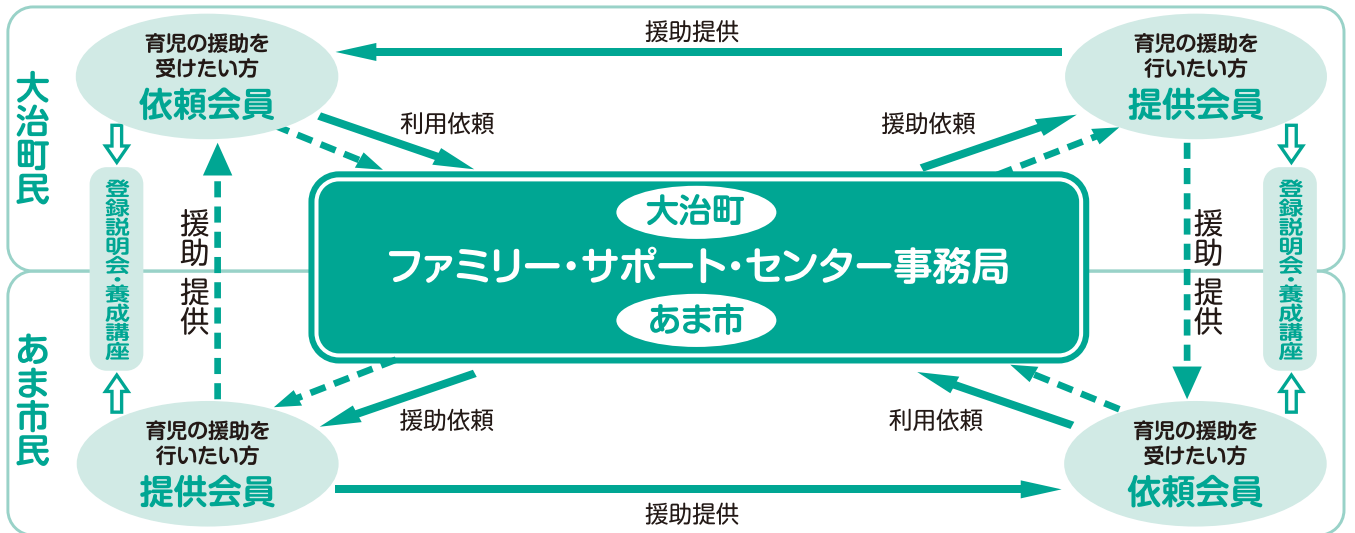 援助提供
育児の援助を
受けたい方
依頼会員
育児の援助を
行いたい方
提供会員
大治町民
利用依頼
援助依頼
登録説明会・養成講座
援助提供
大治町
ファミリー・サポート・センター事務局
あま市
援助提供
登録説明会・養成講座
あま市民
援助依頼
利用依頼
育児の援助を
行いたい方
提供会員
育児の援助を
受けたい方
依頼会員
援助提供